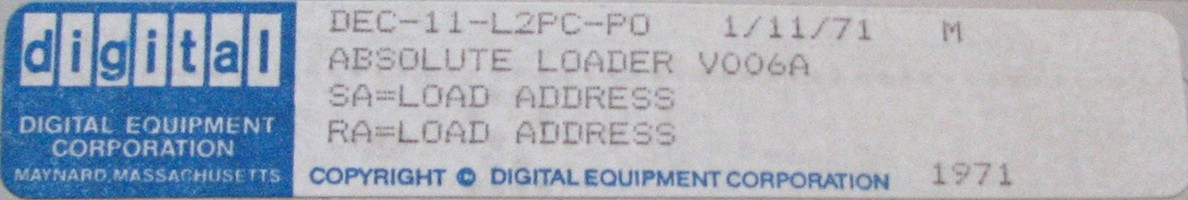 digital
DIGITAL EQUIPMENT
CORPORATION
MAYNARD, MASSACHUSETTS
DEC-11-L2PC-PO 1/11/71 M
ABSOLUTE LOADER V006A
SA=LOAD ADDRESS
RA=LOAD ADDRESS
COPYRIGHT © DIGITAL EQUIPMENT CORPORATION 1971